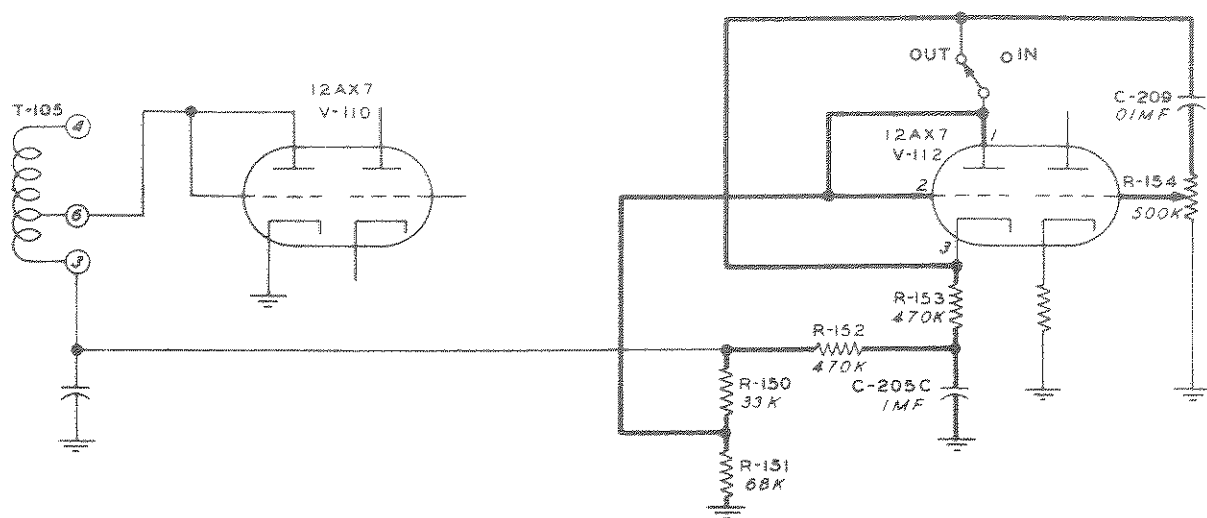 OUT
IN
T-105
4
12AX7
V-110
C-209
.01MF
12AX7
V-112
1
2
R-154
500K
6
3
3
R-153
470K
R-152
470K
R-150
33K
C-205C
.1MF
R-151
68K